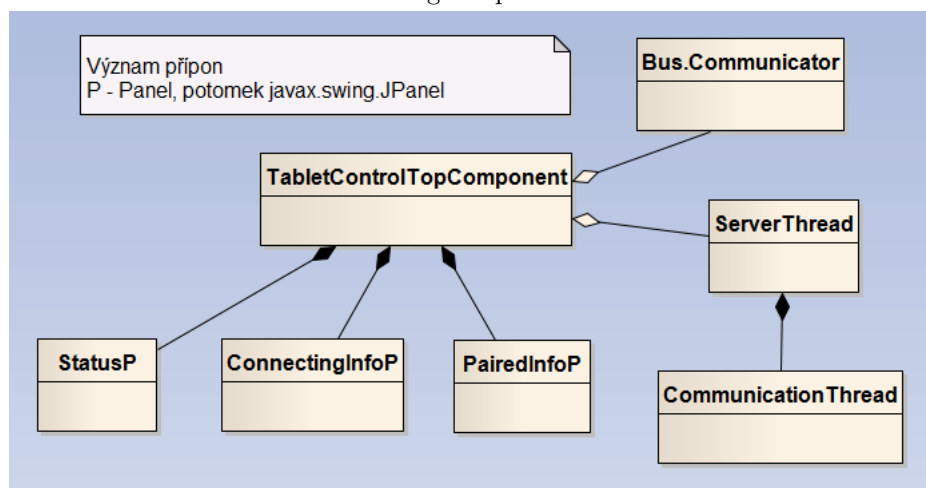 Význam přípon
P - Panel, potomek javax.swing.JPanel
Bus.Communicator
TabletControlTopComponent
ServerThread
StatusP
ConnectingInfoP
PairedInfoP
CommunicationThread